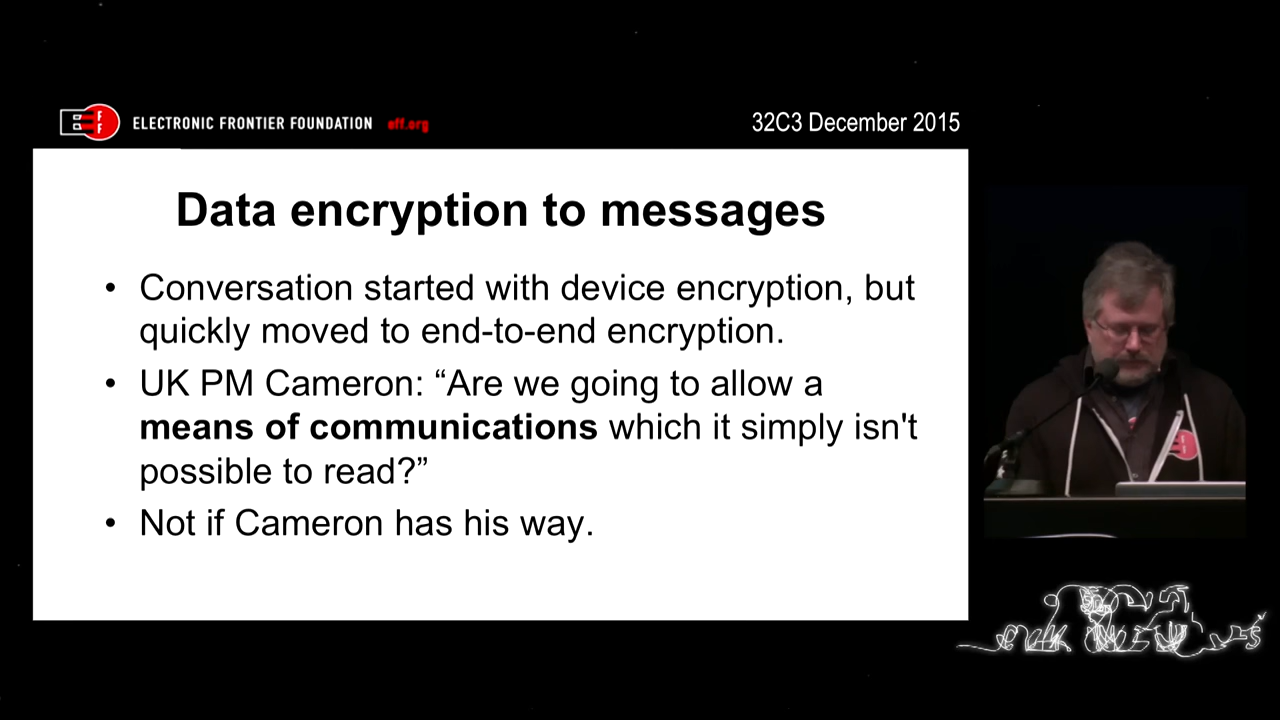 E F F
ELECTRONIC FRONTIER FOUNDATION eff.org
32C3 December 2015
Data encryption to messages
• Conversation started with device encryption, but
quickly moved to end-to-end encryption.
• UK PM Cameron: “Are we going to allow a
means of communications which it simply isn't
possible to read?”
• Not if Cameron has his way.